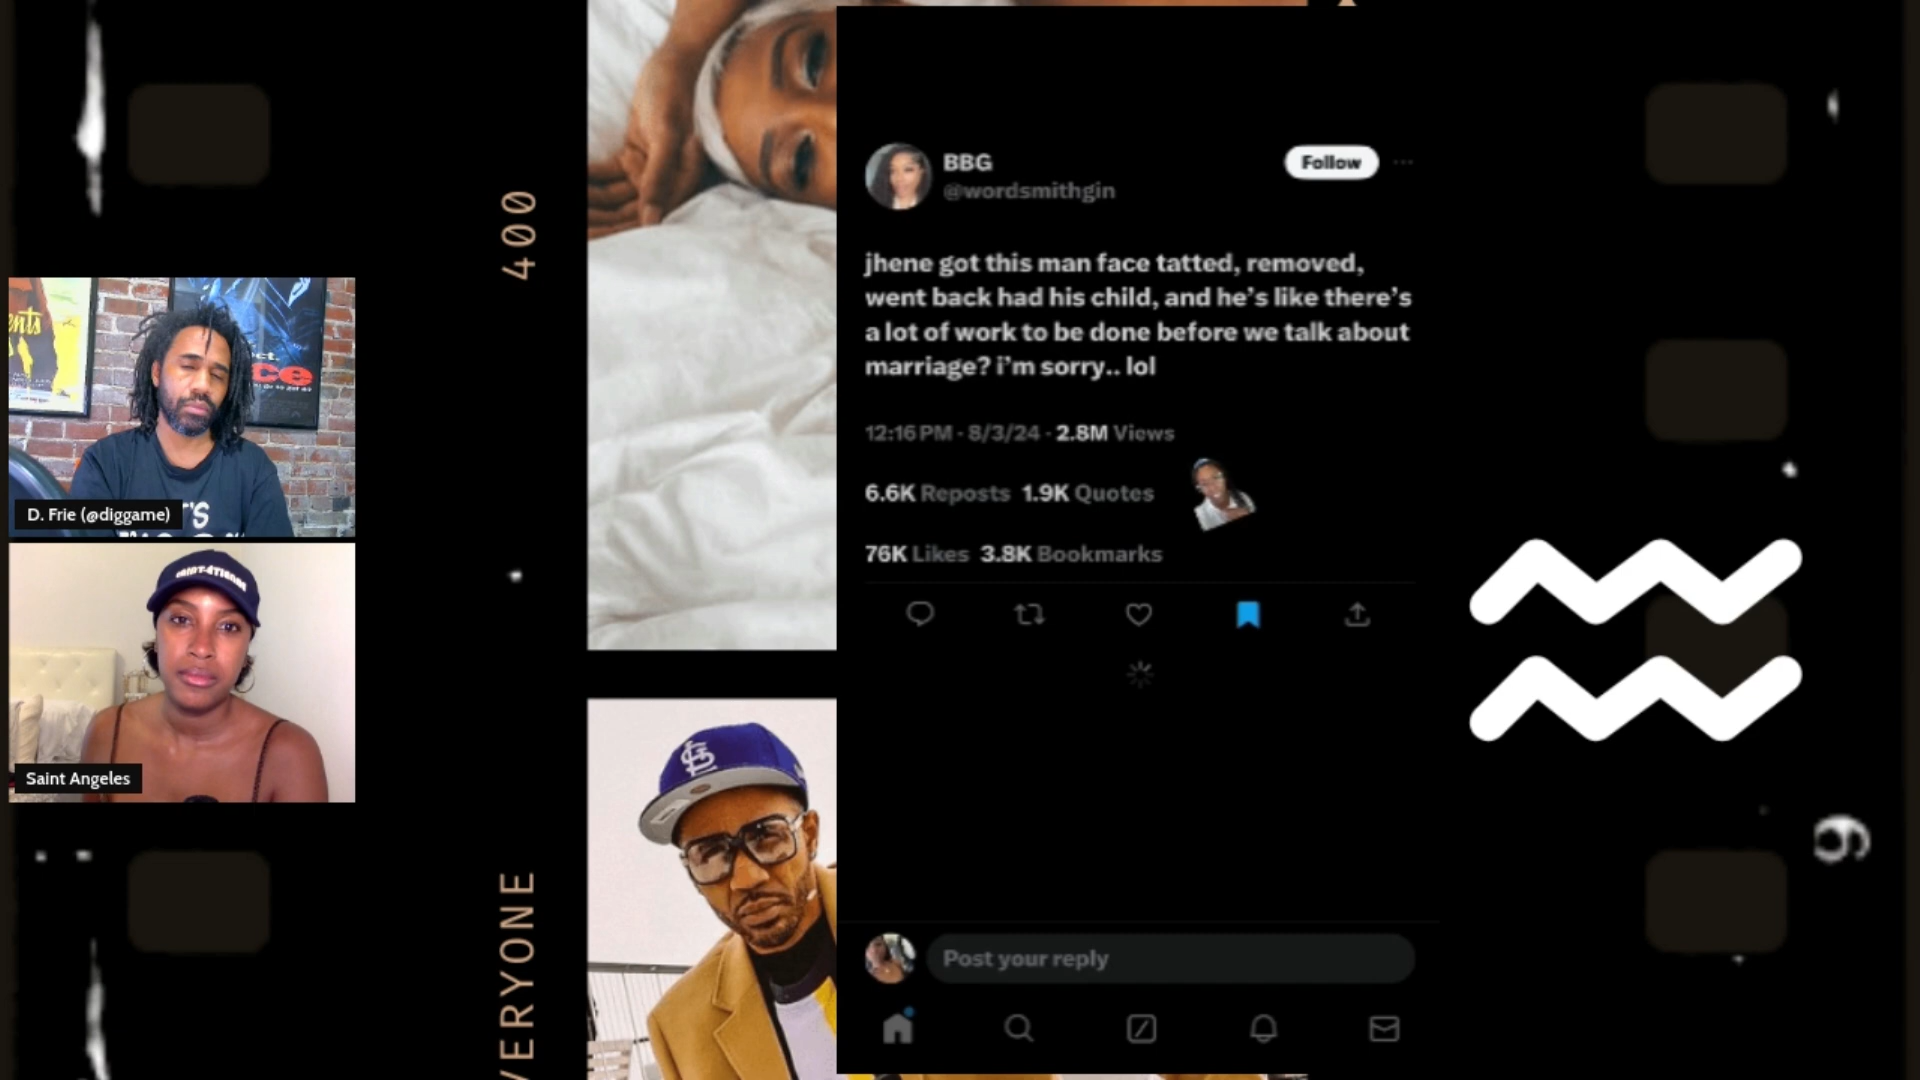 400
BBG
Follow
@wordsmithgin
jhene got this man face tatted, removed,
went back had his child, and he's like there's
a lot of work to be done before we talk about
marriage? i'm sorry.. lol
12:16 PM · 8/3/24 · 2.8M Views
6.6K Reposts 1.9K Quotes
76K Likes 3.8K Bookmarks
Post your reply
D. Frie (@diggame)
Saint Angeles
VERYONE